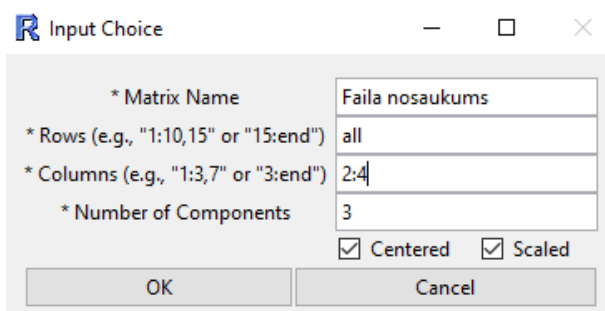 Input Choice
* Matrix Name Faila nosaukums
* Rows (e.g., "1:10,15" or "15:end") all
* Columns (e.g., "1:3,7" or "3:end") 2:4
* Number of Components 3
Centered Scaled
OK Cancel